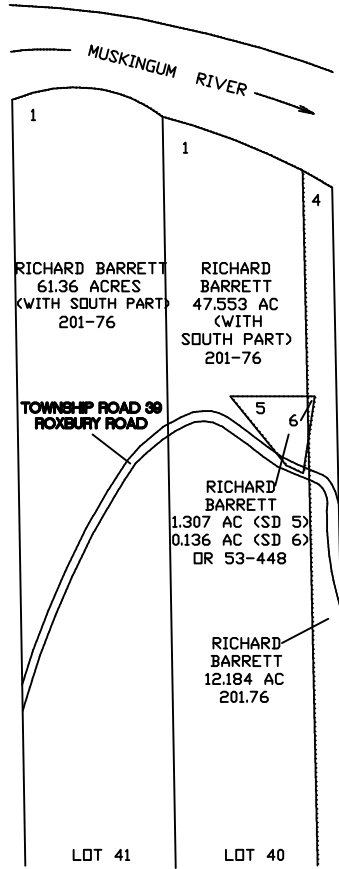 MUSKINGUM RIVER
1
1
4
RICHARD BARRETT
61.36 ACRES
(WITH SOUTH PART)
201-76
RICHARD
BARRETT
47.553 AC
(WITH
SOUTH PART)
201-76
TOWNSHIP ROAD 39
ROXBURY ROAD
5
6
RICHARD
BARRETT
1.307 AC (SD 5)
0.136 AC (SD 6)
OR 53-448
RICHARD
BARRETT
12.184 AC
201.76
LOT 41
LOT 40